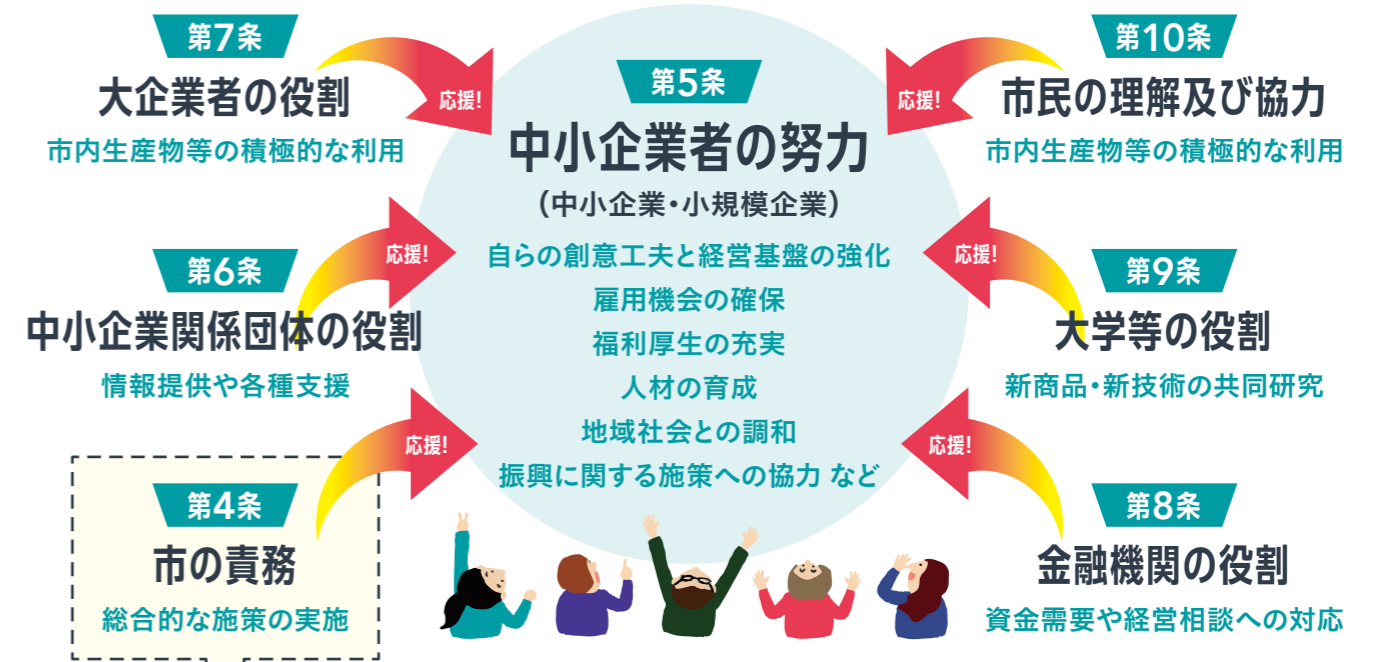 第7条
大企業者の役割
市内生産物等の積極的な利用
応援!
第6条
中小企業関係団体の役割
情報提供や各種支援
応援!
第4条
市の責務
総合的な施策の実施
応援!
第5条
中小企業者の努力
(中小企業・小規模企業)
自らの創意工夫と経営基盤の強化
雇用機会の確保
福利厚生の充実
人材の育成
地域社会との調和
振興に関する施策への協力 など
第10条
市民の理解及び協力
市内生産物等の積極的な利用
応援!
第9条
大学等の役割
新商品・新技術の共同研究
応援!
第8条
金融機関の役割
資金需要や経営相談への対応
応援!